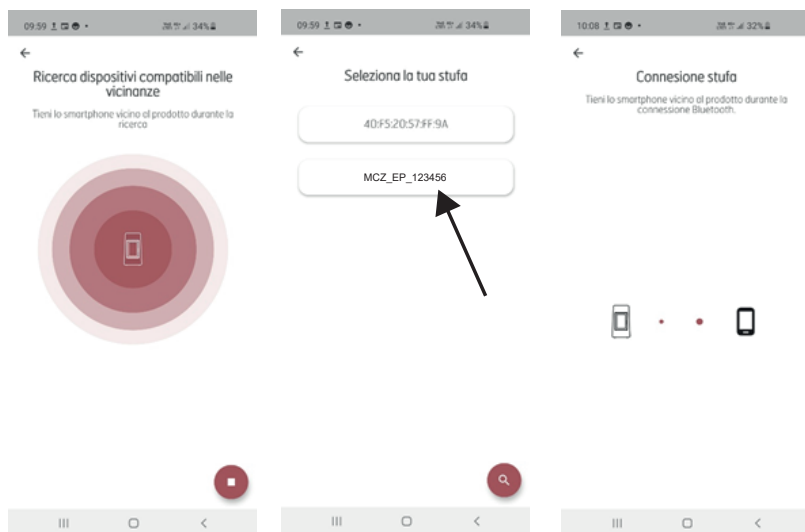 09:59
34%
Ricerca dispositivi compatibili nelle
vicinanze
Tieni lo smartphone vicino al prodotto durante la
ricerca
09:59
34%
Seleziona la tua stufa
40:F5:20:57:FF:9A
MCZ_EP_123456
10:08
32%
Connesione stufa
Tieni lo smartphone vicino al prodotto durante la
connessione Bluetooth.